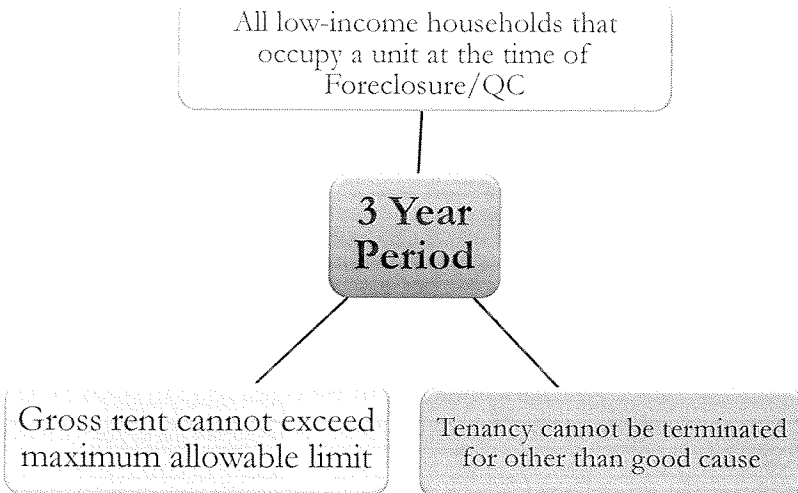 All low-income households that
occupy a unit at the time of
Foreclosure/QC
3 Year
Period
Gross rent cannot exceed
maximum allowable limit
Tenancy cannot be terminated
for other than good cause